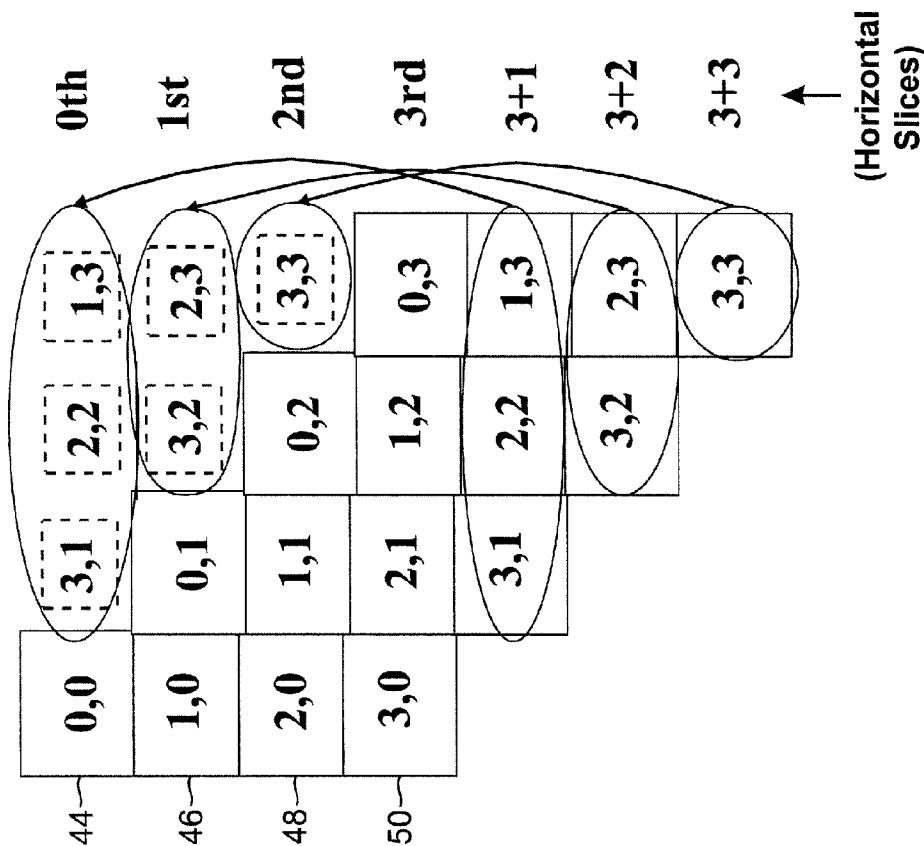 44 0,0 3,1 2,2 1,3 0th
46 1,0 0,1 3,2 2,3 1st
48 2,0 1,1 0,2 3,3 2nd
50 3,0 2,1 1,2 0,3 3rd
3,1 2,2 1,3 3+1
3,2 2,3 3+2
3,3 3+3
(Horizontal
Slices)